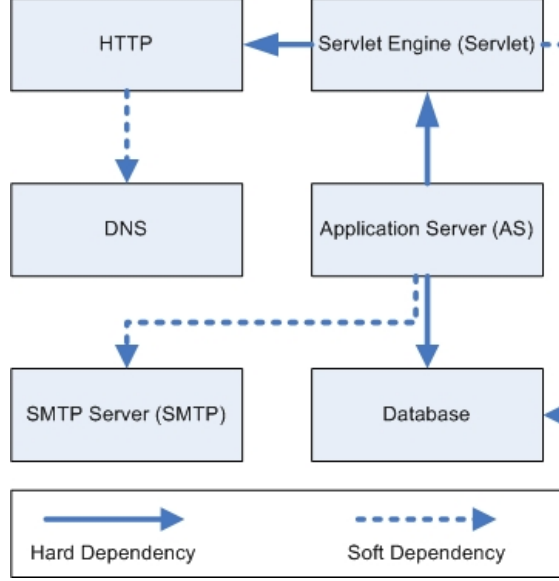 HTTP
Servlet Engine (Servlet)
DNS
Application Server (AS)
SMTP Server (SMTP)
Database
Hard Dependency
Soft Dependency